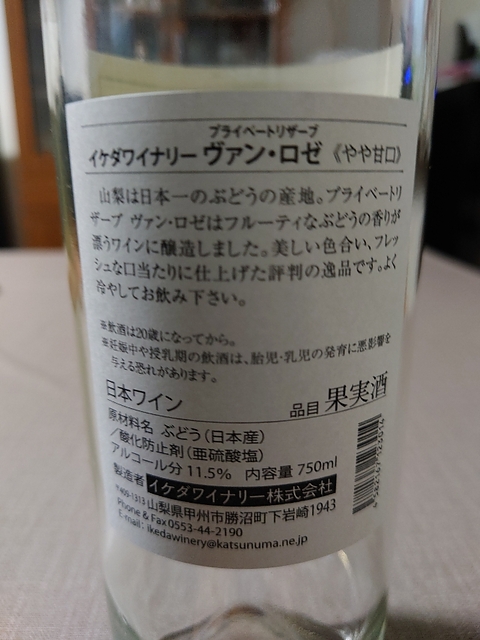 プライベートリザーブ
イケダワイナリー ヴァン・ロゼ 《やや甘口》
山梨は日本一のぶどうの産地。プライベートリ
ザーブ ヴァン・ロゼはフルーティなぶどうの香りが
漂うワインに醸造しました。美しい色合い、フレッ
シュな口当たりに仕上げた評判の逸品です。よく
冷やしてお飲み下さい。
※飲酒は20歳になってから。
※妊娠中や授乳期の飲酒は、胎児・乳児の発育に悪影響を
与える恐れがあります。
日本ワイン
品目 果実酒
原材料名 ぶどう(日本産)
/酸化防止剤(亜硫酸塩)
アルコール分 11.5% 内容量 750ml
製造者 イケダワイナリー株式会社
〒409-1313 山梨県甲州市勝沼町下岩崎1943
Phone & Fax 0553-44-2190
E-mail : ikedawinery@katsunuma.ne.jp